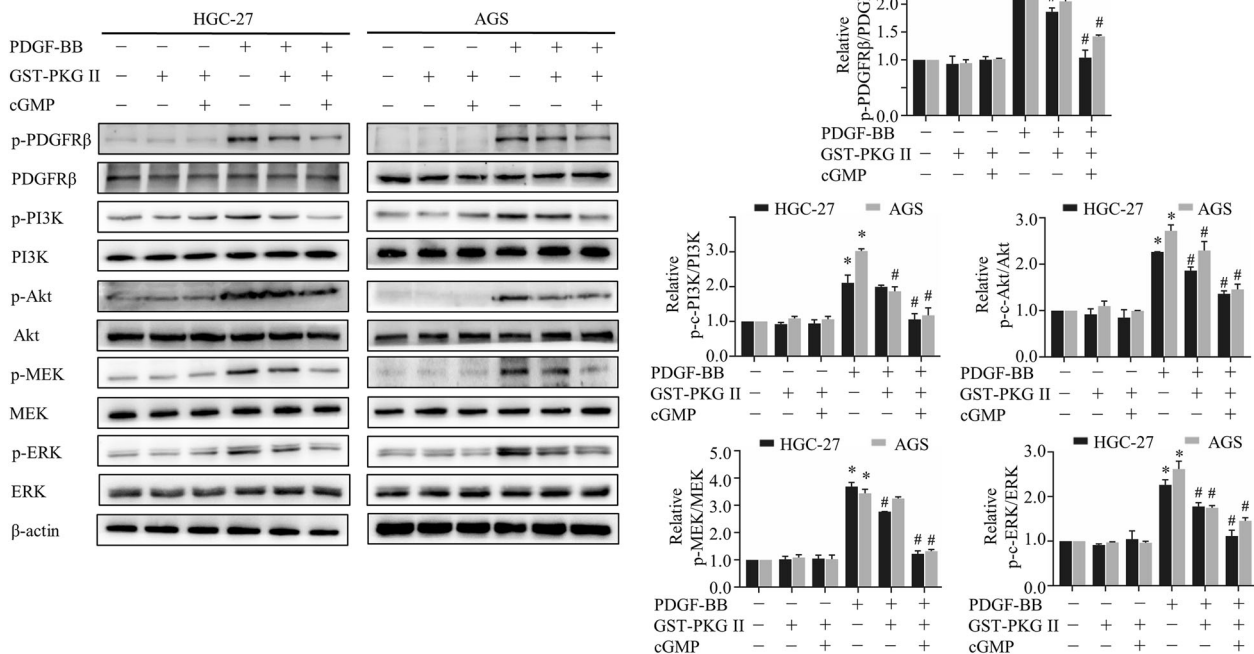 HGC-27 AGS
PDGF-BB − − − + + + − − − + + +
GST-PKG II − + + − + + − + + − + +
cGMP − − + − − + − − + − − +
p-PDGFRβ
PDGFRβ
p-PI3K
PI3K
p-Akt
Akt
p-MEK
MEK
p-ERK
ERK
β-actin
Relative
p-PDGFRβ/PDG
1.5
1.0
0.5
0.0
# #
# #
PDGF-BB − − − + + +
GST-PKG II − + + − + +
cGMP − − + − − +
HGC-27 AGS
Relative
p-c-PI3K/PI3K
3.0
2.0
1.0
0.0
* *
#
# #
PDGF-BB − − − + + +
GST-PKG II − + + − + +
cGMP − − + − − +
HGC-27 AGS
Relative
p-c-Akt/Akt
3.0
2.0
1.0
0.0
* *
# #
# #
PDGF-BB − − − + + +
GST-PKG II − + + − + +
cGMP − − + − − +
HGC-27 AGS
Relative
p-MEK/MEK
5.0
4.0
3.0
2.0
1.0
0.0
* *
#
# #
PDGF-BB − − − + + +
GST-PKG II − + + − + +
cGMP − − + − − +
HGC-27 AGS
Relative
p-c-ERK/ERK
3.0
2.0
1.0
0.0
* *
# #
# #
PDGF-BB − − − + + +
GST-PKG II − + + − + +
cGMP − − + − − +